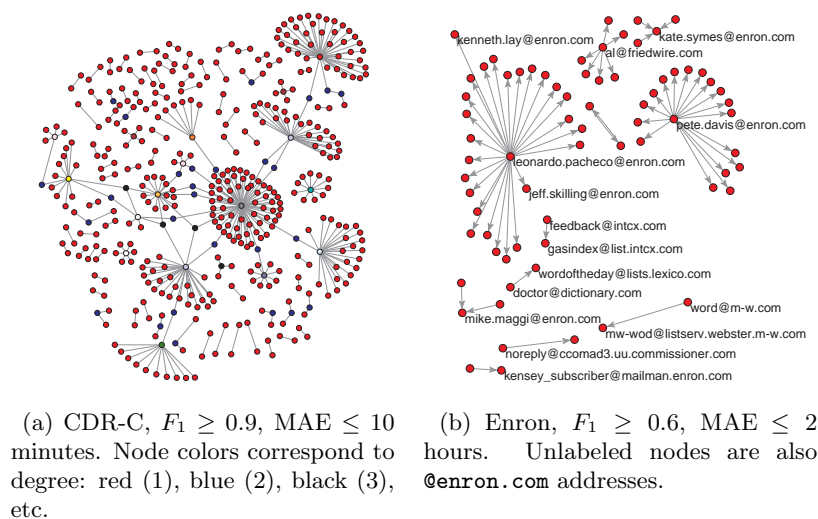 kenneth.lay@enron.com
kate.symes@enron.com
al@friedwire.com
pete.davis@enron.com
leonardo.pacheco@enron.com
jeff.skilling@enron.com
feedback@intcx.com
gasindex@list.intcx.com
wordoftheday@lists.lexico.com
doctor@dictionary.com
word@m-w.com
mike.maggi@enron.com
mw-wod@listserv.webster.m-w.com
noreply@ccomad3.uu.commissioner.com
kensey_subscriber@mailman.enron.com
(a) CDR-C, F1 ≥ 0.9, MAE ≤ 10
minutes. Node colors correspond to
degree: red (1), blue (2), black (3),
etc.
(b) Enron, F1 ≥ 0.6, MAE ≤ 2
hours. Unlabeled nodes are also
@enron.com addresses.